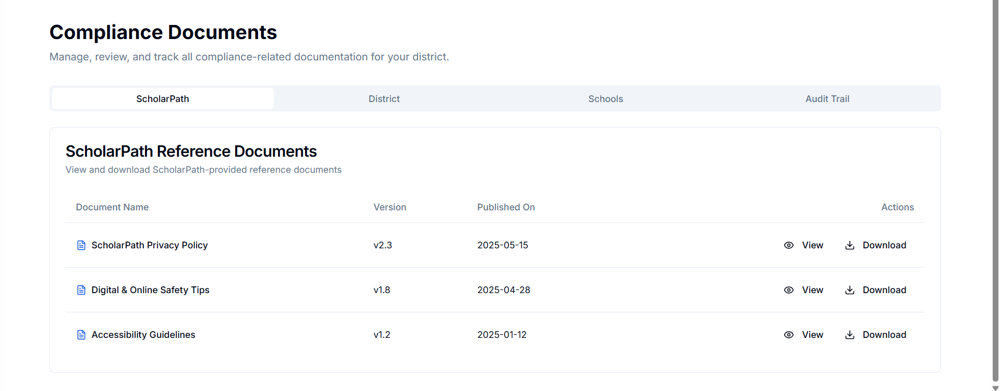 Compliance Documents
Manage, review, and track all compliance-related documentation for your district.
ScholarPath District Schools Audit Trail
ScholarPath Reference Documents
View and download ScholarPath-provided reference documents
Document Name Version Published On Actions
ScholarPath Privacy Policy v2.3 2025-05-15 View Download
Digital & Online Safety Tips v1.8 2025-04-28 View Download
Accessibility Guidelines v1.2 2025-01-12 View Download